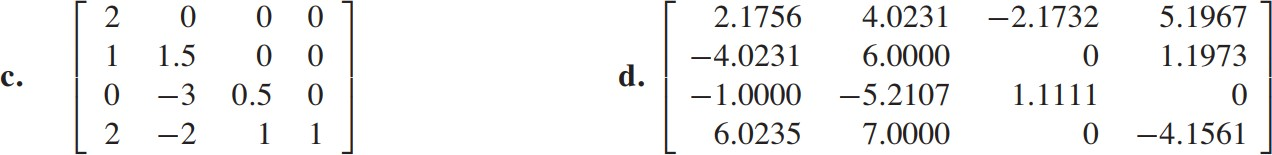 c. [ 2 0 0 0
1 1.5 0 0
0 −3 0.5 0
2 −2 1 1 ]
d. [ 2.1756 4.0231 −2.1732 5.1967
−4.0231 6.0000 0 1.1973
−1.0000 −5.2107 1.1111 0
6.0235 7.0000 0 −4.1561 ]